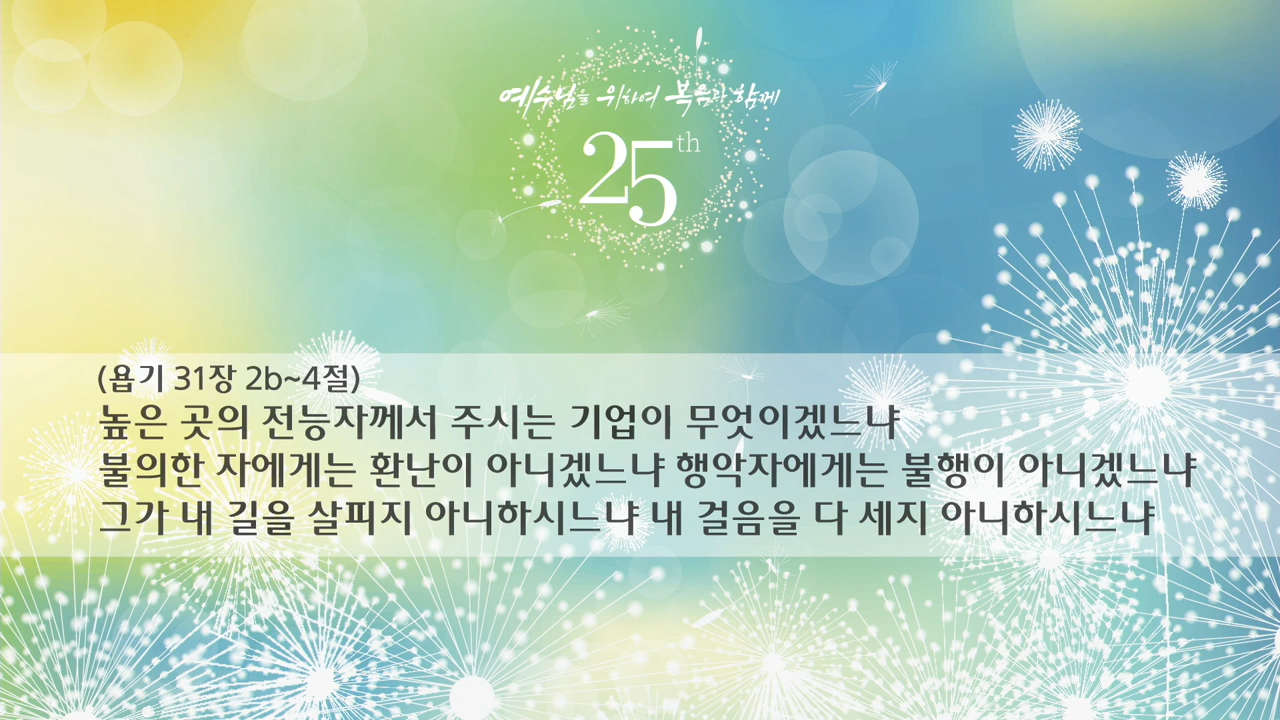 예수님을 위하여 복음과 함께
25th
(욥기 31장 2b~4절)
높은 곳의 전능자께서 주시는 기업이 무엇이겠느냐
불의한 자에게는 환난이 아니겠느냐 행악자에게는 불행이 아니겠느냐
그가 내 길을 살피지 아니하시느냐 내 걸음을 다 세지 아니하시느냐